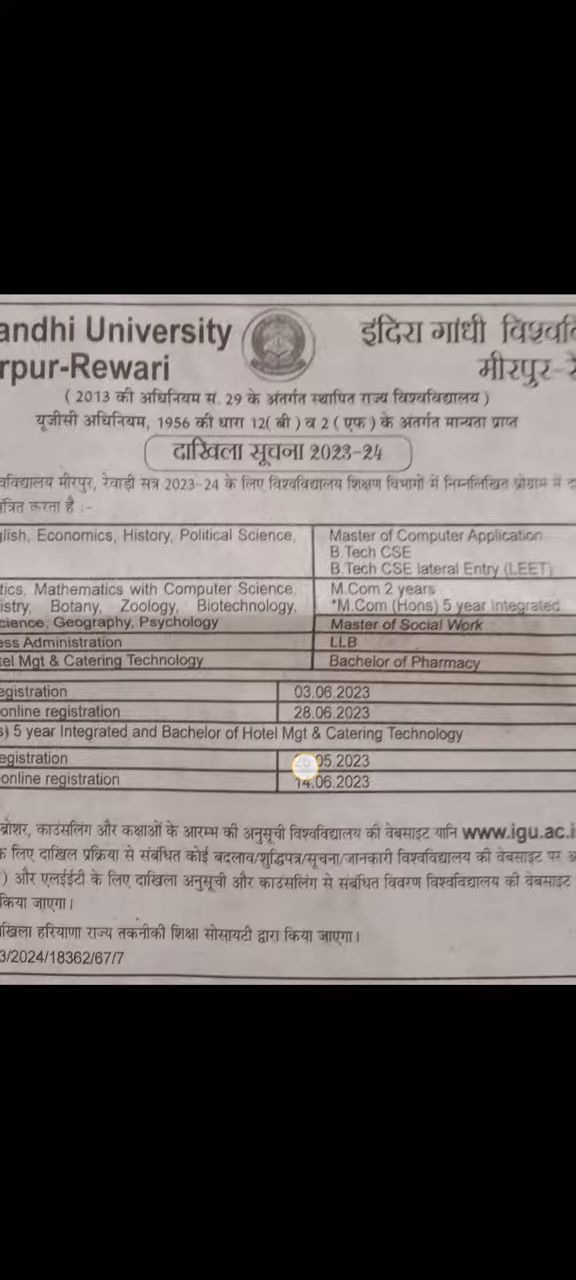 andhi University
rpur-Rewari
इंदिरा गांधी विश्ववि
मीरपुर-रे
( 2013 की अधिनियम सं. 29 के अंतर्गत स्थापित राज्य विश्वविद्यालय )
यूजीसी अधिनियम, 1956 की धारा 12( बी ) व 2 ( एफ ) के अंतर्गत मान्यता प्राप्त
दाखिला सूचना 2023-24
वविद्यालय मीरपुर, रेवाड़ी सत्र 2023-24 के लिए विश्वविद्यालय शिक्षण विभागों में निम्नलिखित प्रोग्राम में द
मंत्रित करता है :-
lish, Economics, History, Political Science,
Master of Computer Application
B.Tech CSE
B.Tech CSE lateral Entry (LEET)
tics, Mathematics with Computer Science,
istry, Botany, Zoology, Biotechnology,
cience, Geography, Psychology
M.Com 2 years
*M.Com (Hons) 5 year Integrated
Master of Social Work
ess Administration
LLB
tel Mgt & Catering Technology
Bachelor of Pharmacy
egistration 03.06.2023
online registration 28.06.2023
s) 5 year Integrated and Bachelor of Hotel Mgt & Catering Technology
egistration 26.05.2023
online registration 14.06.2023
ब्रोशर, काउंसलिंग और कक्षाओं के आरम्भ की अनुसूची विश्वविद्यालय की वेबसाइट यानि www.igu.ac.i
के लिए दाखिल प्रक्रिया से संबंधित कोई बदलाव/शुद्धिपत्र/सूचना/जानकारी विश्वविद्यालय की वेबसाइट पर अ
) और एलईईटी के लिए दाखिला अनुसूची और काउंसलिंग से संबंधित विवरण विश्वविद्यालय की वेबसाइट
किया जाएगा।
खिला हरियाणा राज्य तकनीकी शिक्षा सोसायटी द्वारा किया जाएगा।
3/2024/18362/67/7